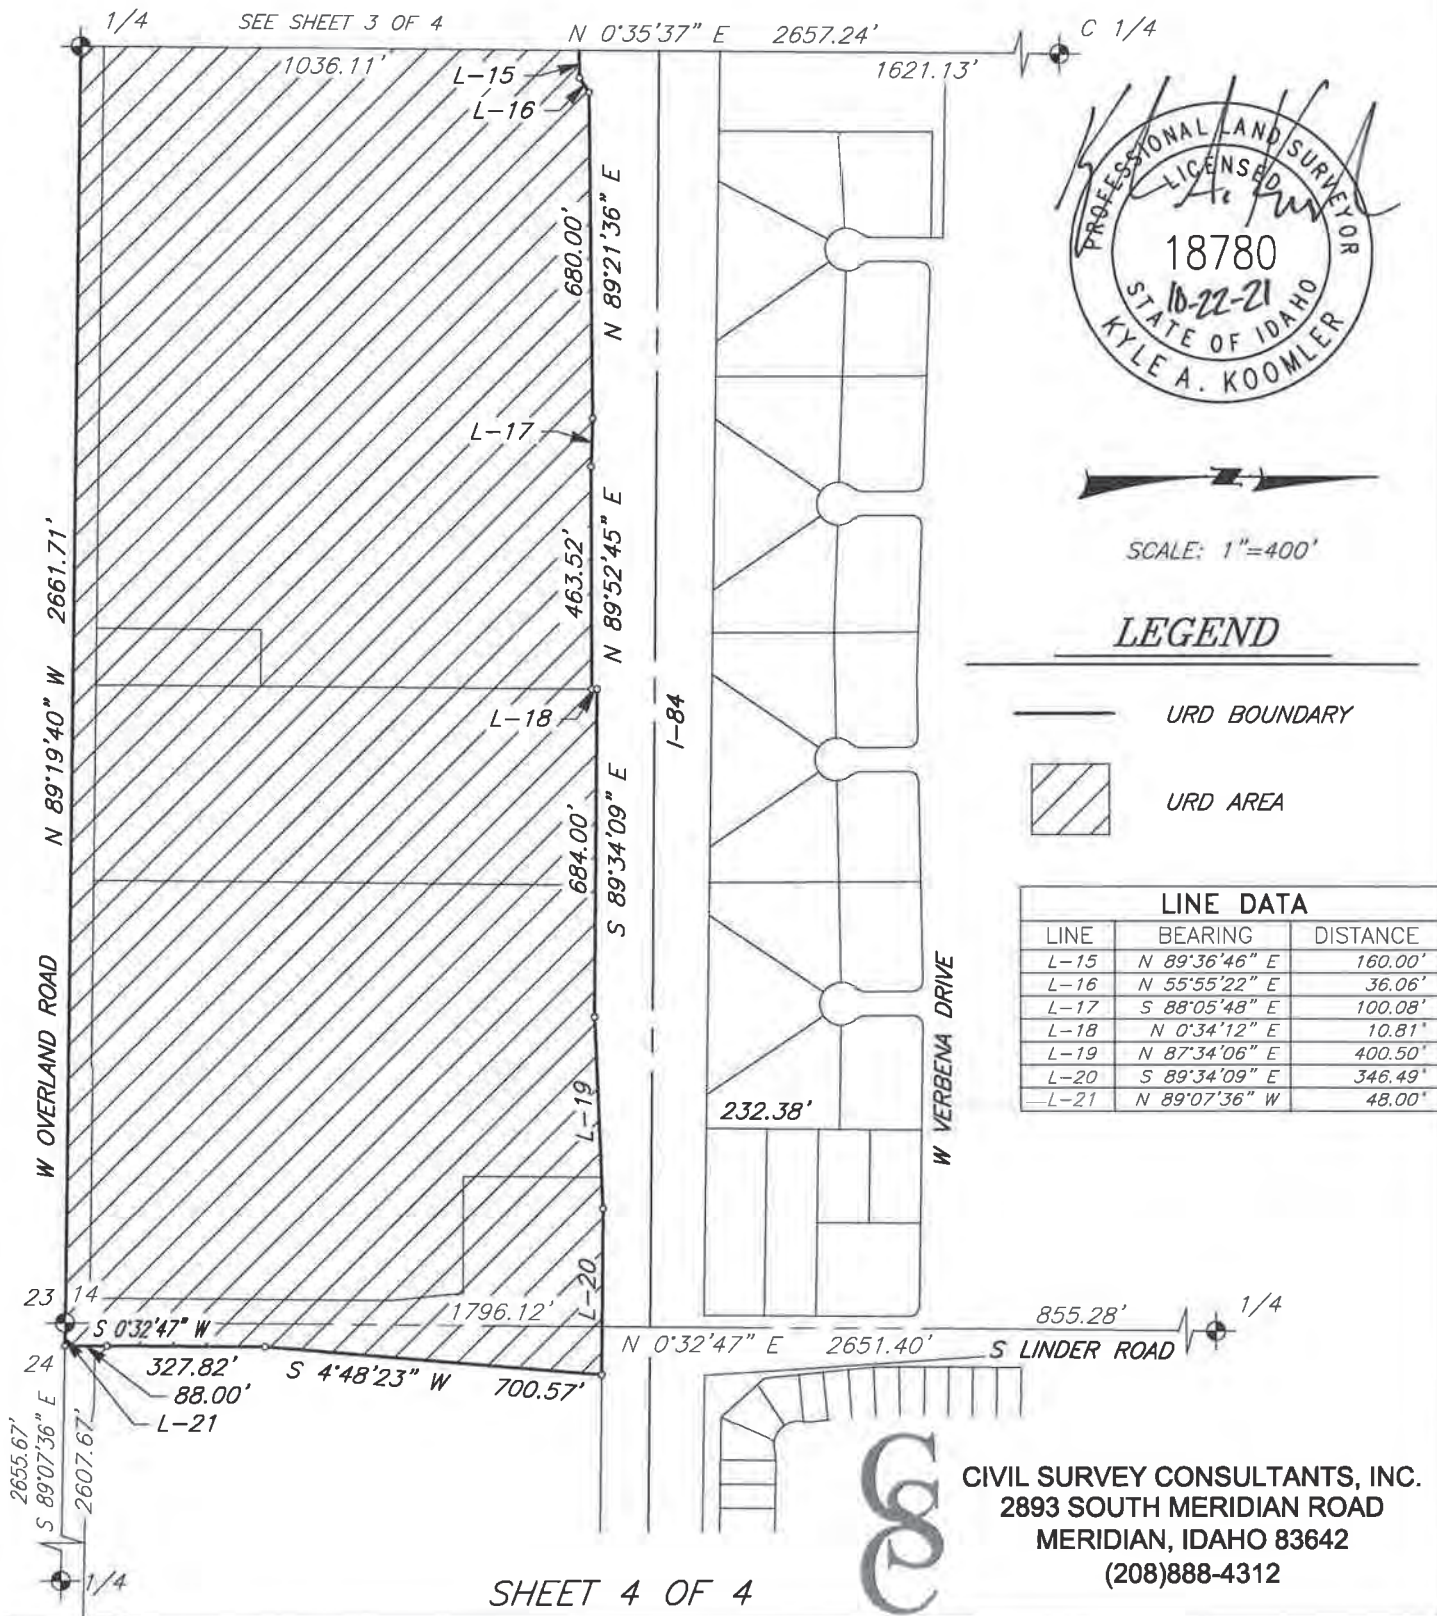 1/4
SEE SHEET 3 OF 4
N 0°35'37" E 2657.24'
C 1/4
1036.11'
1621.13'
L-15
L-16
680.00'
N 89°21'36" E
L-17
463.52'
N 89°52'45" E
L-18
684.00'
S 89°34'09" E
L-19
L-20
I-84
N 89°19'40" W 2661.71'
W OVERLAND ROAD
232.38'
W VERBENA DRIVE
PROFESSIONAL LAND SURVEYOR
LICENSED
18780
10-22-21
STATE OF IDAHO
KYLE A. KOOMLER
SCALE: 1"=400'
LEGEND
URD BOUNDARY
URD AREA
LINE DATA
LINE BEARING DISTANCE
L-15 N 89°36'46" E 160.00'
L-16 N 55°55'22" E 36.06'
L-17 S 88°05'48" E 100.08'
L-18 N 0°34'12" E 10.81'
L-19 N 87°34'06" E 400.50'
L-20 S 89°34'09" E 346.49'
L-21 N 89°07'36" W 48.00'
23 14
24
1796.12'
S 0°32'47" W
N 0°32'47" E 2651.40'
855.28'
1/4
S LINDER ROAD
327.82'
88.00'
L-21
S 4°48'23" W 700.57'
2655.67'
S 89°07'36" E
2607.67'
1/4
CSC
CIVIL SURVEY CONSULTANTS, INC.
2893 SOUTH MERIDIAN ROAD
MERIDIAN, IDAHO 83642
(208)888-4312
SHEET 4 OF 4